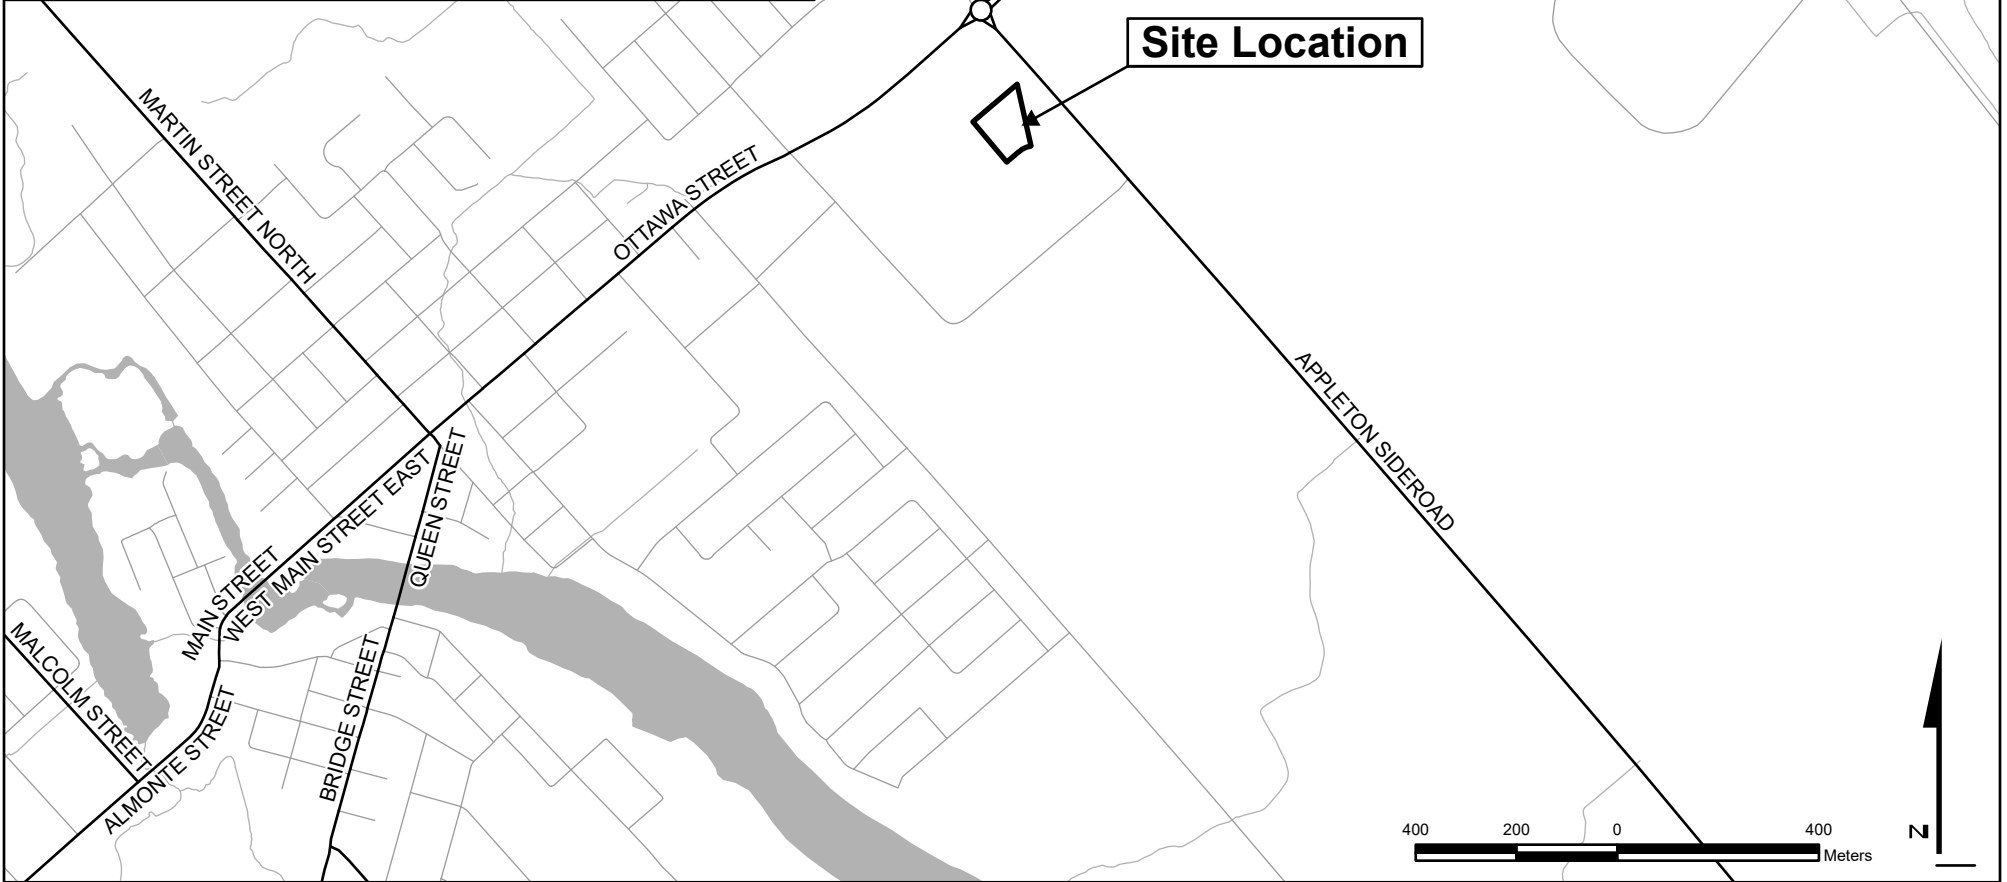 Site Location
MARTIN STREET NORTH
OTTAWA STREET
APPLETON SIDEROAD
QUEEN STREET
MAIN STREET EAST
MAIN STREET
WEST
MALCOLM STREET
ALMONTE STREET
BRIDGE STREET
400 200 0 400
Meters
N